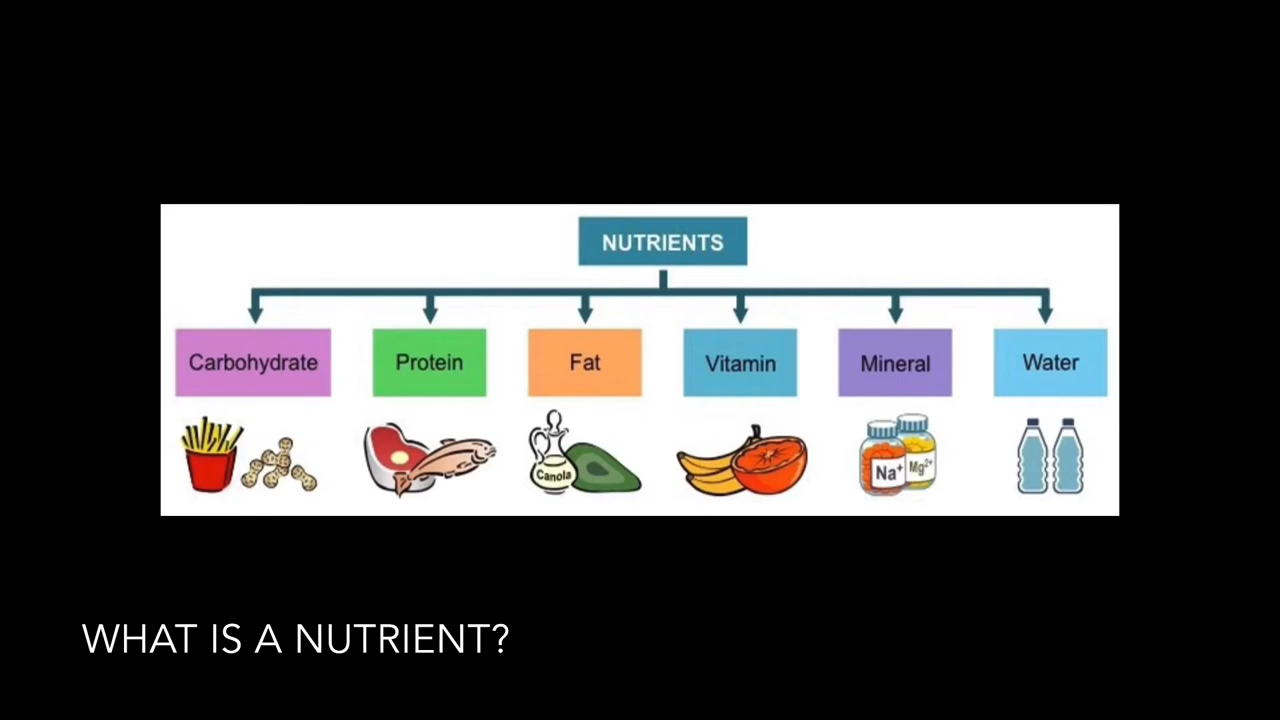 NUTRIENTS
Carbohydrate
Protein
Fat
Vitamin
Mineral
Water
Canola
Na⁺
Mg²⁺
WHAT IS A NUTRIENT?